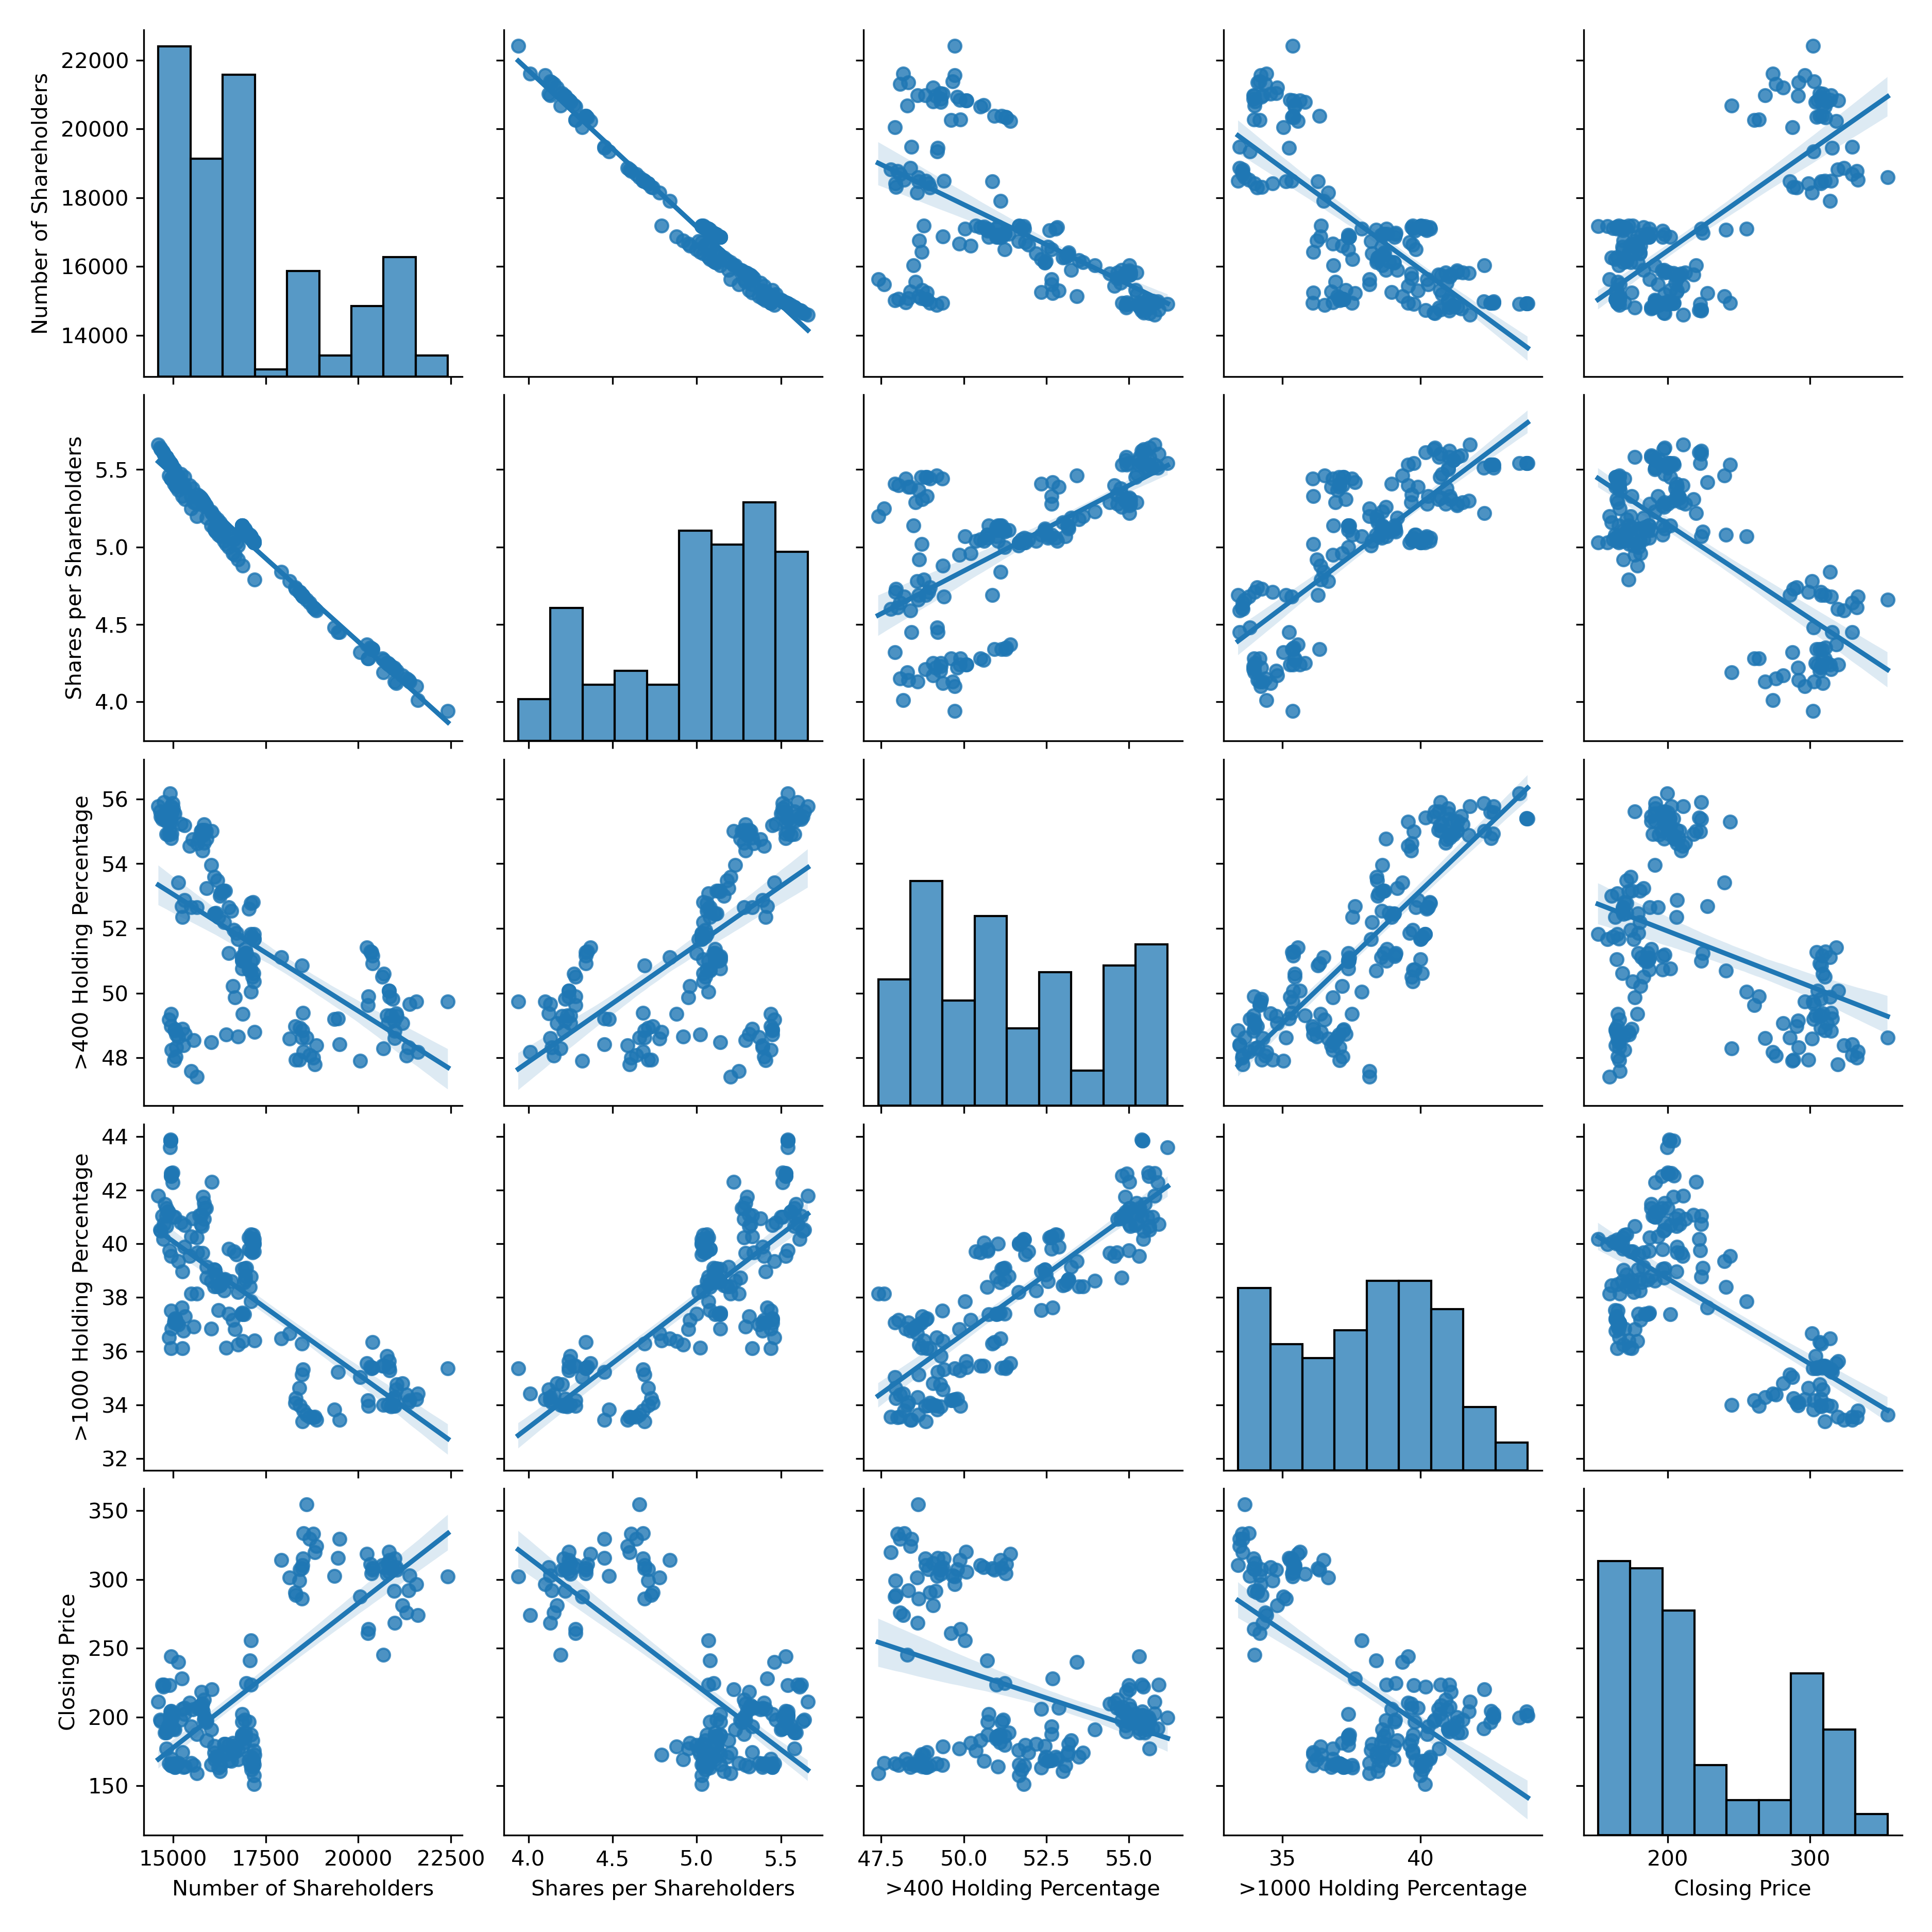 22000
20000
18000
16000
14000
Number of Shareholders
5.5
5.0
4.5
4.0
Shares per Shareholders
56
54
52
50
48
>400 Holding Percentage
44
42
40
38
36
34
32
>1000 Holding Percentage
350
300
250
200
150
Closing Price
15000 17500 20000 22500
Number of Shareholders
4.0 4.5 5.0 5.5
Shares per Shareholders
47.5 50.0 52.5 55.0
>400 Holding Percentage
35 40
>1000 Holding Percentage
200 300
Closing Price